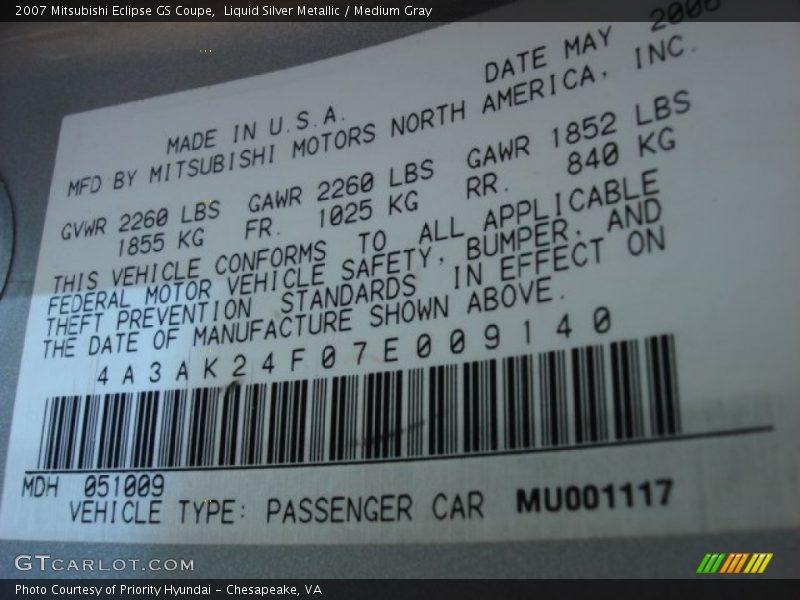 2007 Mitsubishi Eclipse GS Coupe,  Liquid Silver Metallic / Medium Gray
DATE MAY 2006
MADE IN U.S.A.
MFD BY MITSUBISHI MOTORS NORTH AMERICA, INC.
GVWR 2260 LBS GAWR 2260 LBS GAWR 1852 LBS
1855 KG FR. 1025 KG RR. 840 KG
THIS VEHICLE CONFORMS TO ALL APPLICABLE
FEDERAL MOTOR VEHICLE SAFETY, BUMPER, AND
THEFT PREVENTION STANDARDS IN EFFECT ON
THE DATE OF MANUFACTURE SHOWN ABOVE.
4A3AK24F07E009140
MDH 051009
VEHICLE TYPE: PASSENGER CAR MU001117
GTCARLOT.COM
Photo Courtesy of Priority Hyundai – Chesapeake, VA